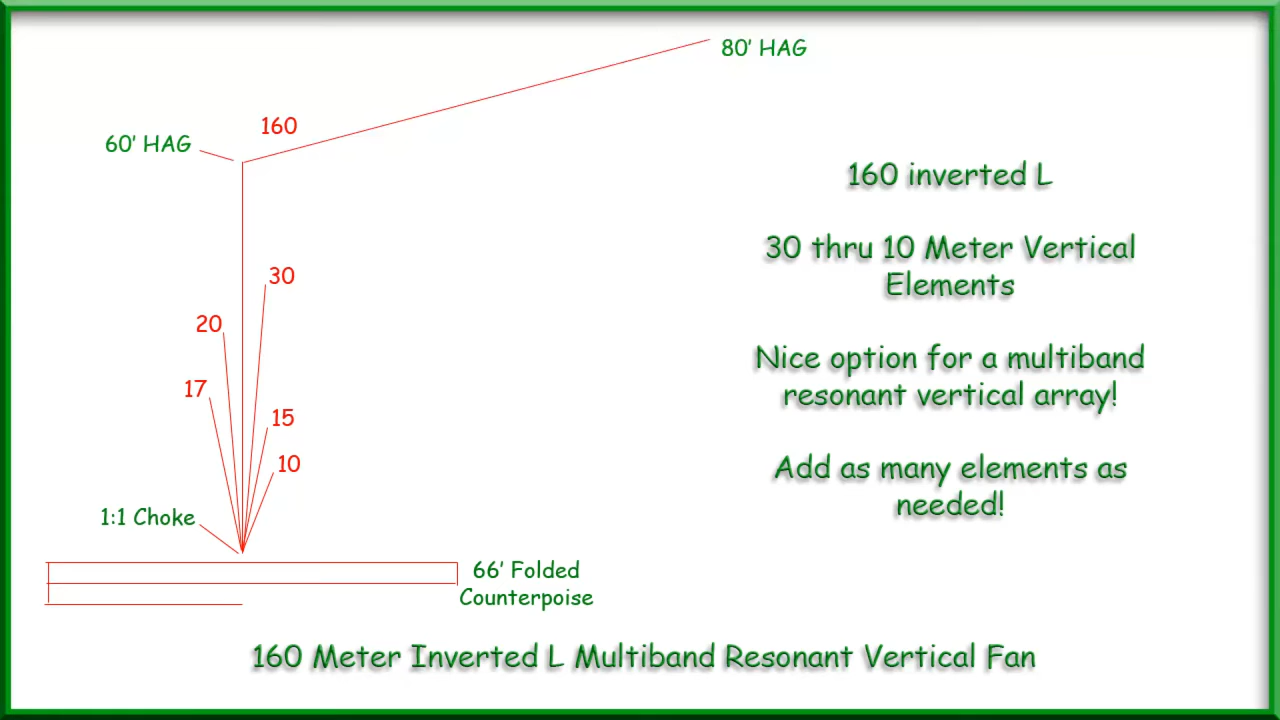 80' HAG
160
60' HAG
160 inverted L
30 thru 10 Meter Vertical
Elements
30
20
Nice option for a multiband
resonant vertical array!
17
15
10
Add as many elements as
needed!
1:1 Choke
66' Folded
Counterpoise
160 Meter Inverted L Multiband Resonant Vertical Fan